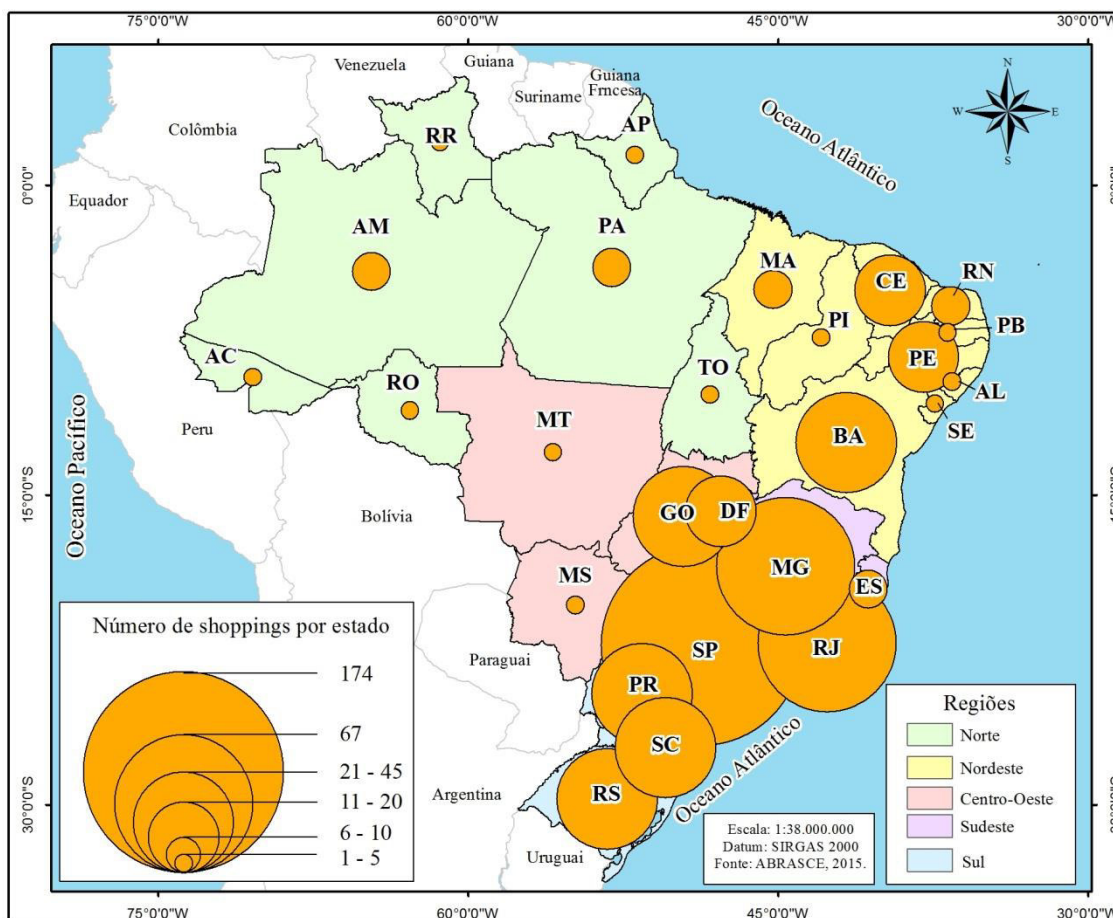 75°0'0"W 60°0'0"W 45°0'0"W 30°0'0"W
Venezuela
Guiana
Suriname
Guiana
Frncesa
Colômbia
Equador
RR
AP
Oceano Atlântico
N
W E
S
0°0'0"
AM
PA
MA
CE
RN
PI
PB
PE
AL
SE
AC
RO
TO
MT
BA
Peru
Oceano Pacífico
15°0'0"S
Bolívia
GO
DF
MG
ES
MS
SP
RJ
Paraguai
PR
SC
RS
Oceano Atlântico
Argentina
Uruguai
30°0'0"S
Número de shoppings por estado
174
67
21 - 45
11 - 20
6 - 10
1 - 5
Regiões
Norte
Nordeste
Centro-Oeste
Sudeste
Sul
Escala: 1:38.000.000
Datum: SIRGAS 2000
Fonte: ABRASCE, 2015.
75°0'0"W 60°0'0"W 45°0'0"W 30°0'0"W